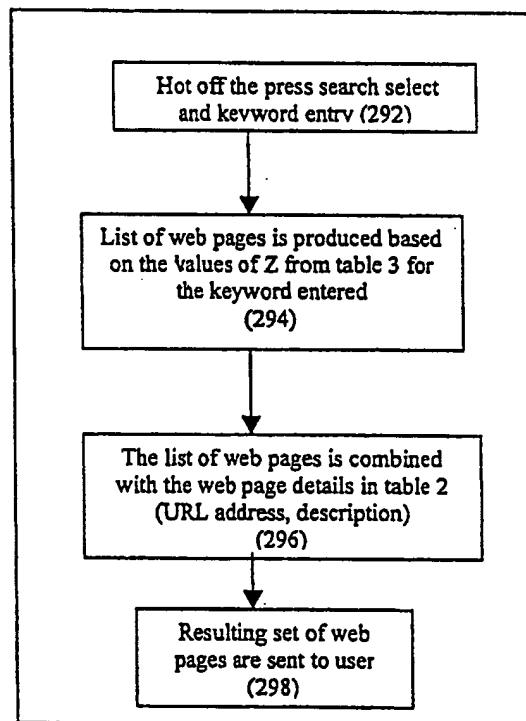 Hot off the press search select
and keyword entry (292)
List of web pages is produced based
on the Values of Z from table 3 for
the keyword entered
(294)
The list of web pages is combined
with the web page details in table 2
(URL address, description)
(296)
Resulting set of web
pages are sent to user
(298)